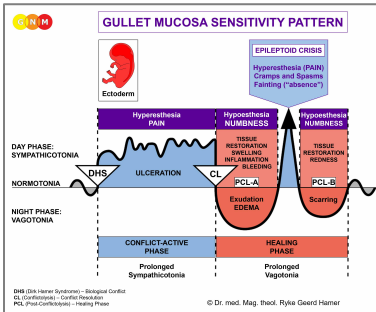 GNM
GULLET MUCOSA SENSITIVITY PATTERN
EPILEPTOID CRISIS
Hyperesthesia (PAIN)
Cramps and Spasms
Fainting ("absence")
Ectoderm
Hyperesthesia
PAIN
Hypoesthesia
NUMBNESS
Hypoesthesia
NUMBNESS
DAY PHASE:
SYMPATHICOTONIA
TISSUE
RESTORATION
SWELLING
INFLAMMATION
BLEEDING
TISSUE
RESTORATION
REDNESS
DHS
ULCERATION
CL
PCL-A
PCL-B
NORMOTONIA
Exudation
EDEMA
Scarring
NIGHT PHASE:
VAGOTONIA
CONFLICT-ACTIVE
PHASE
HEALING
PHASE
Prolonged
Sympathicotonia
Prolonged
Vagotonia
DHS (Dirk Hamer Syndrome) – Biological Conflict
CL (Conflictolysis) – Conflict Resolution
PCL (Post-Conflictolysis) – Healing Phase
© Dr. med. Mag. theol. Ryke Geerd Hamer